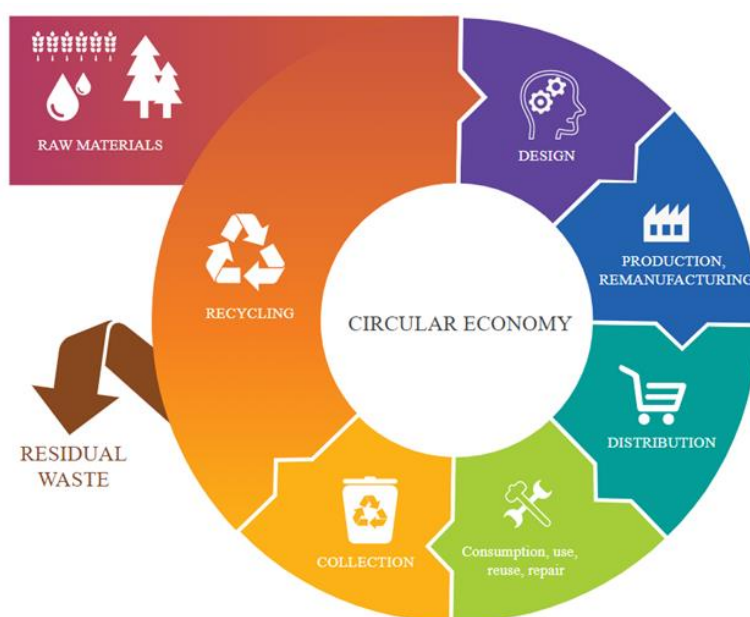 RAW MATERIALS
DESIGN
PRODUCTION,
REMANUFACTURING
RECYCLING
CIRCULAR ECONOMY
DISTRIBUTION
RESIDUAL
WASTE
COLLECTION
Consumption, use,
reuse, repair